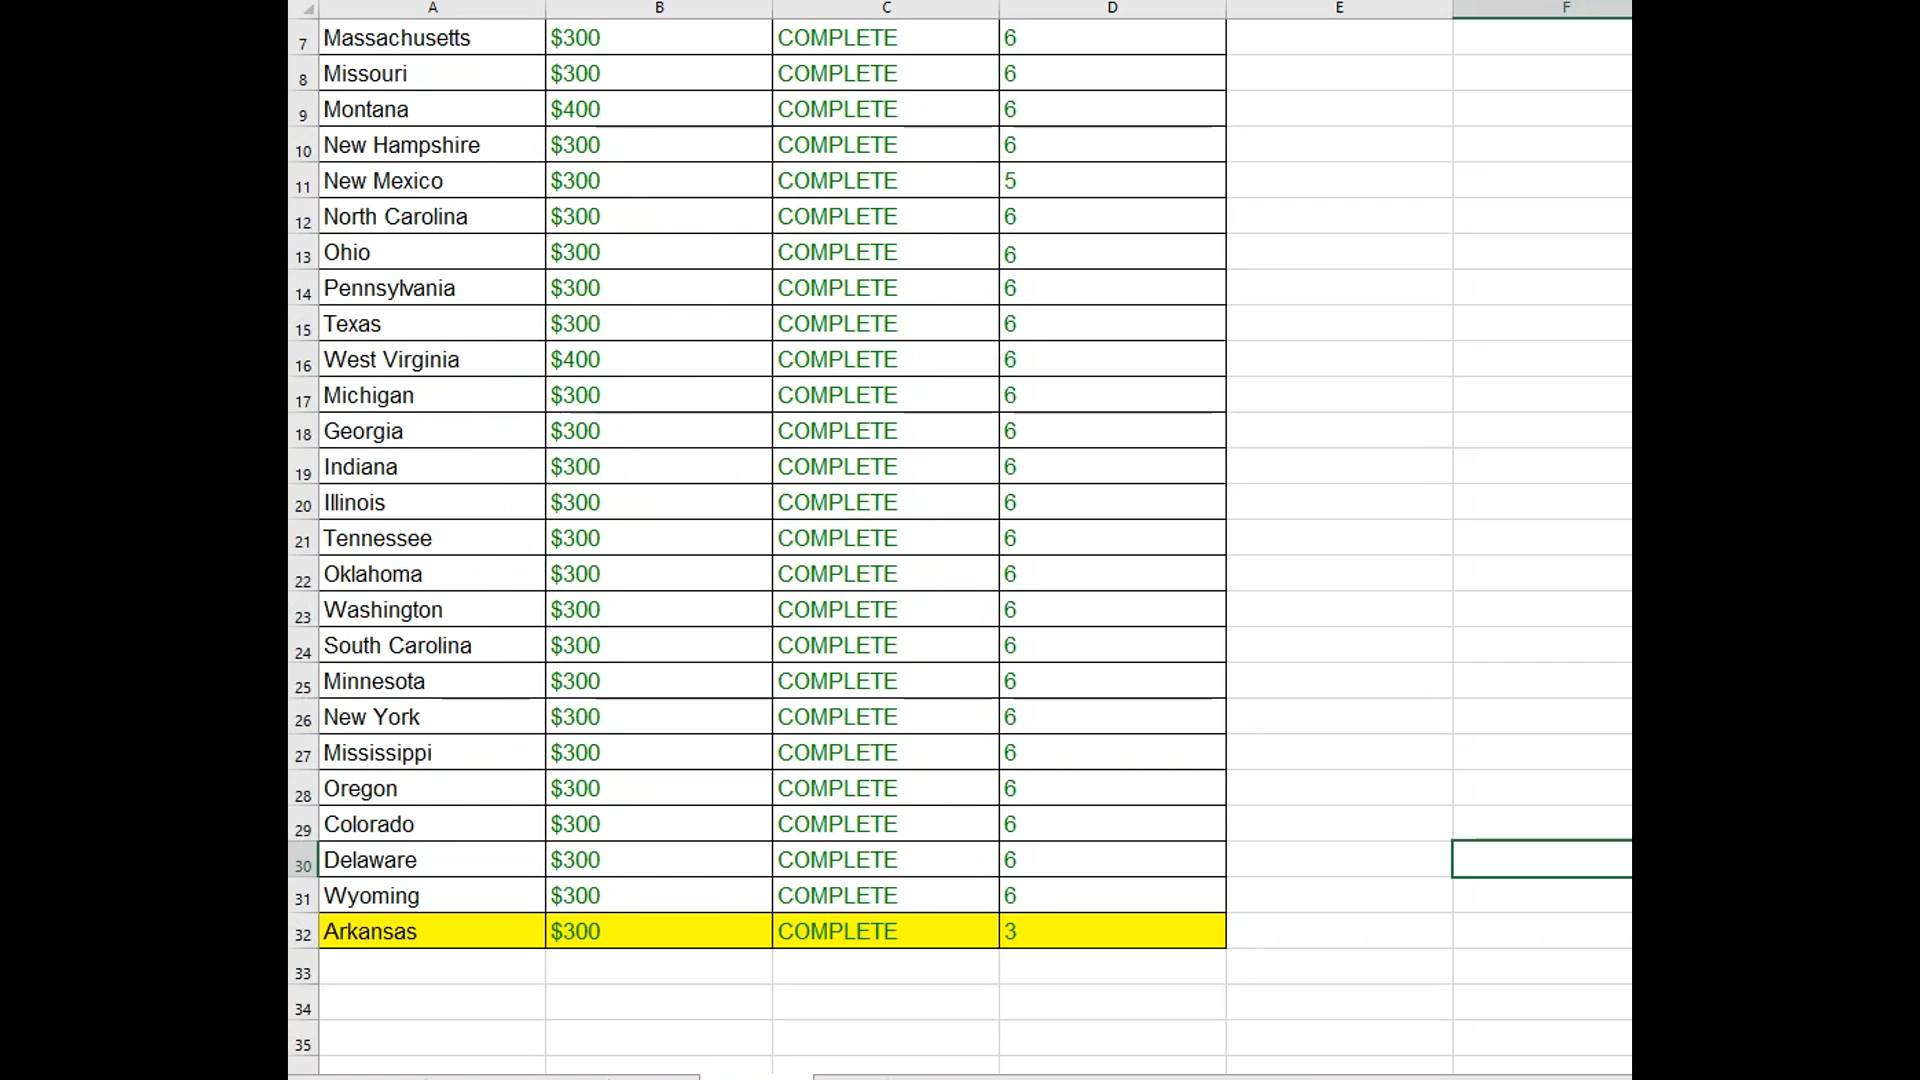 A B C D E F
7 Massachusetts $300 COMPLETE 6
8 Missouri $300 COMPLETE 6
9 Montana $400 COMPLETE 6
10 New Hampshire $300 COMPLETE 6
11 New Mexico $300 COMPLETE 5
12 North Carolina $300 COMPLETE 6
13 Ohio $300 COMPLETE 6
14 Pennsylvania $300 COMPLETE 6
15 Texas $300 COMPLETE 6
16 West Virginia $400 COMPLETE 6
17 Michigan $300 COMPLETE 6
18 Georgia $300 COMPLETE 6
19 Indiana $300 COMPLETE 6
20 Illinois $300 COMPLETE 6
21 Tennessee $300 COMPLETE 6
22 Oklahoma $300 COMPLETE 6
23 Washington $300 COMPLETE 6
24 South Carolina $300 COMPLETE 6
25 Minnesota $300 COMPLETE 6
26 New York $300 COMPLETE 6
27 Mississippi $300 COMPLETE 6
28 Oregon $300 COMPLETE 6
29 Colorado $300 COMPLETE 6
30 Delaware $300 COMPLETE 6
31 Wyoming $300 COMPLETE 6
32 Arkansas $300 COMPLETE 3
33
34
35